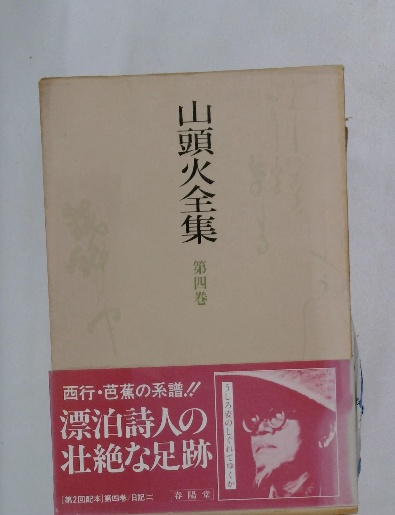 山頭火全集
第四巻
西行・芭蕉の系譜!!
漂泊詩人の
壮絶な足跡
うしろ姿のしぐれてゆくか
[第2回配本]第四巻/日記二
春陽堂